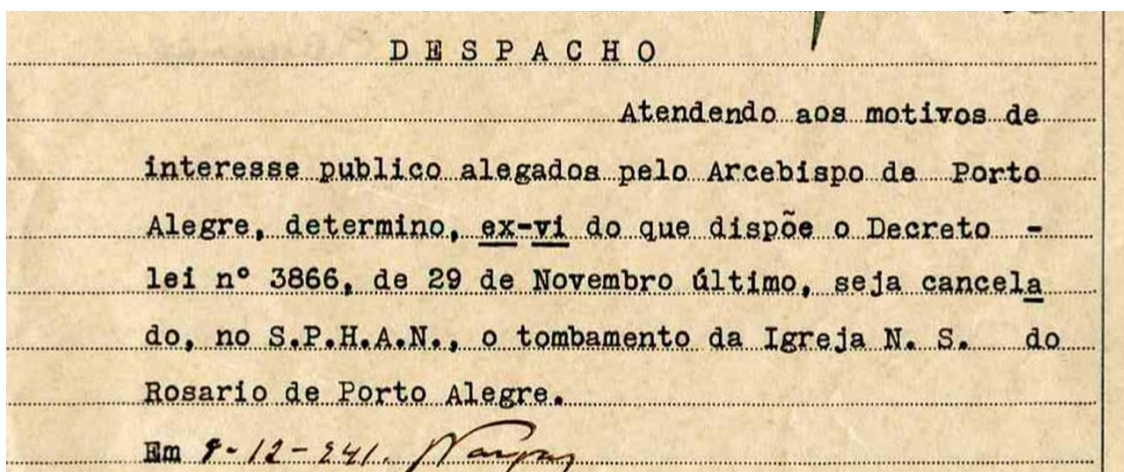 DESPACHO
Atendendo aos motivos de
interesse publico alegados pelo Arcebispo de Porto
Alegre, determino, ex-vi do que dispõe o Decreto -
lei nº 3866, de 29 de Novembro último, seja cancela
do, no S.P.H.A.N., o tombamento da Igreja N. S. do
Rosario de Porto Alegre.
Em